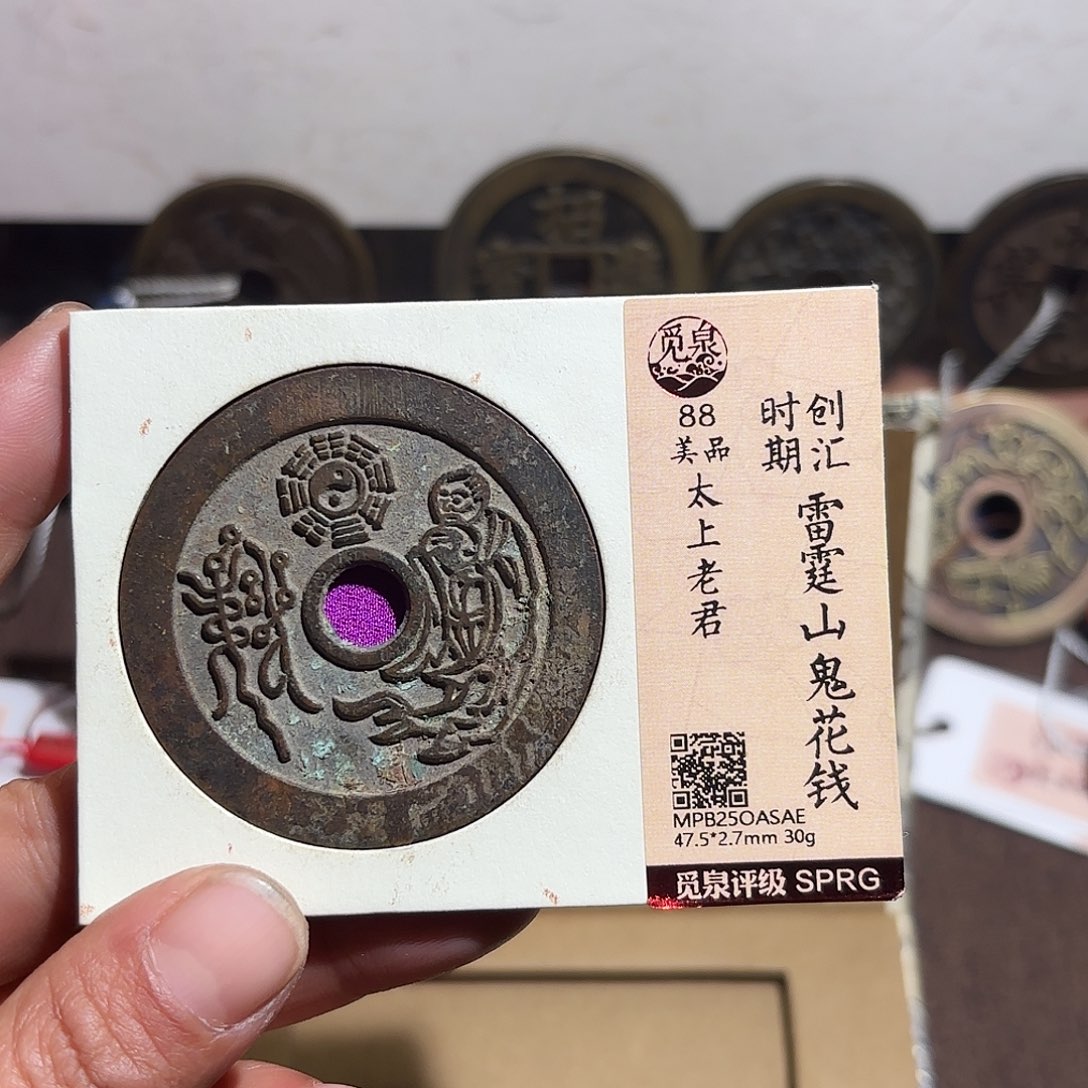 觅泉
88
美品
太上老君
创汇
时期
雷霆山鬼花钱
MPB25OASAE
47.5*2.7mm 30g
觅泉评级 SPRG
招